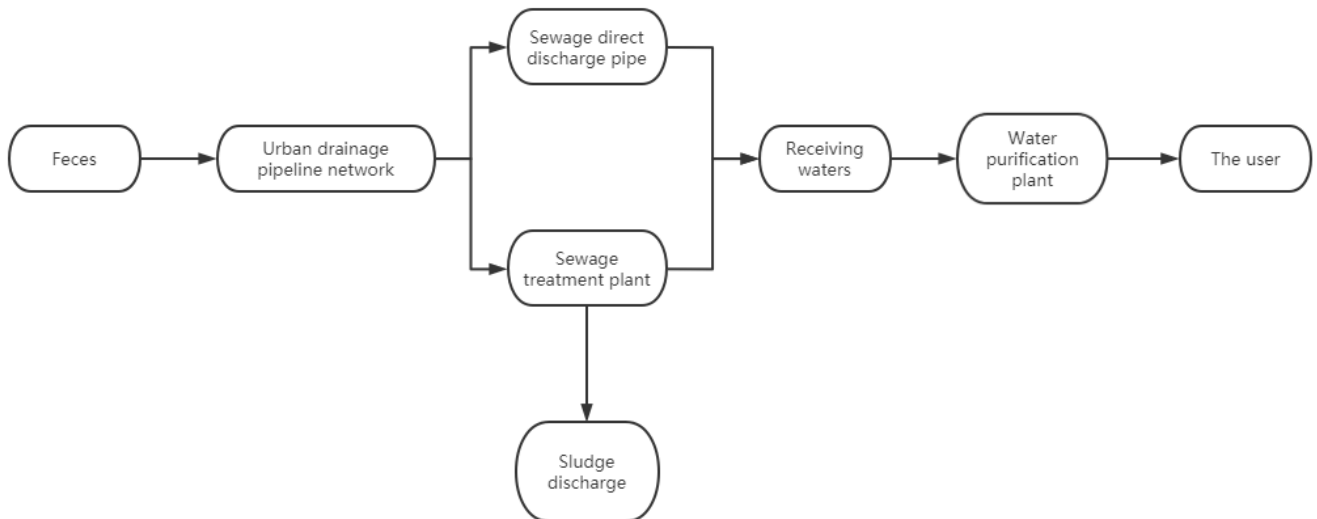 Sewage direct
discharge pipe
Feces
Urban drainage
pipeline network
Receiving
waters
Water
purification
plant
The user
Sewage
treatment plant
Sludge
discharge